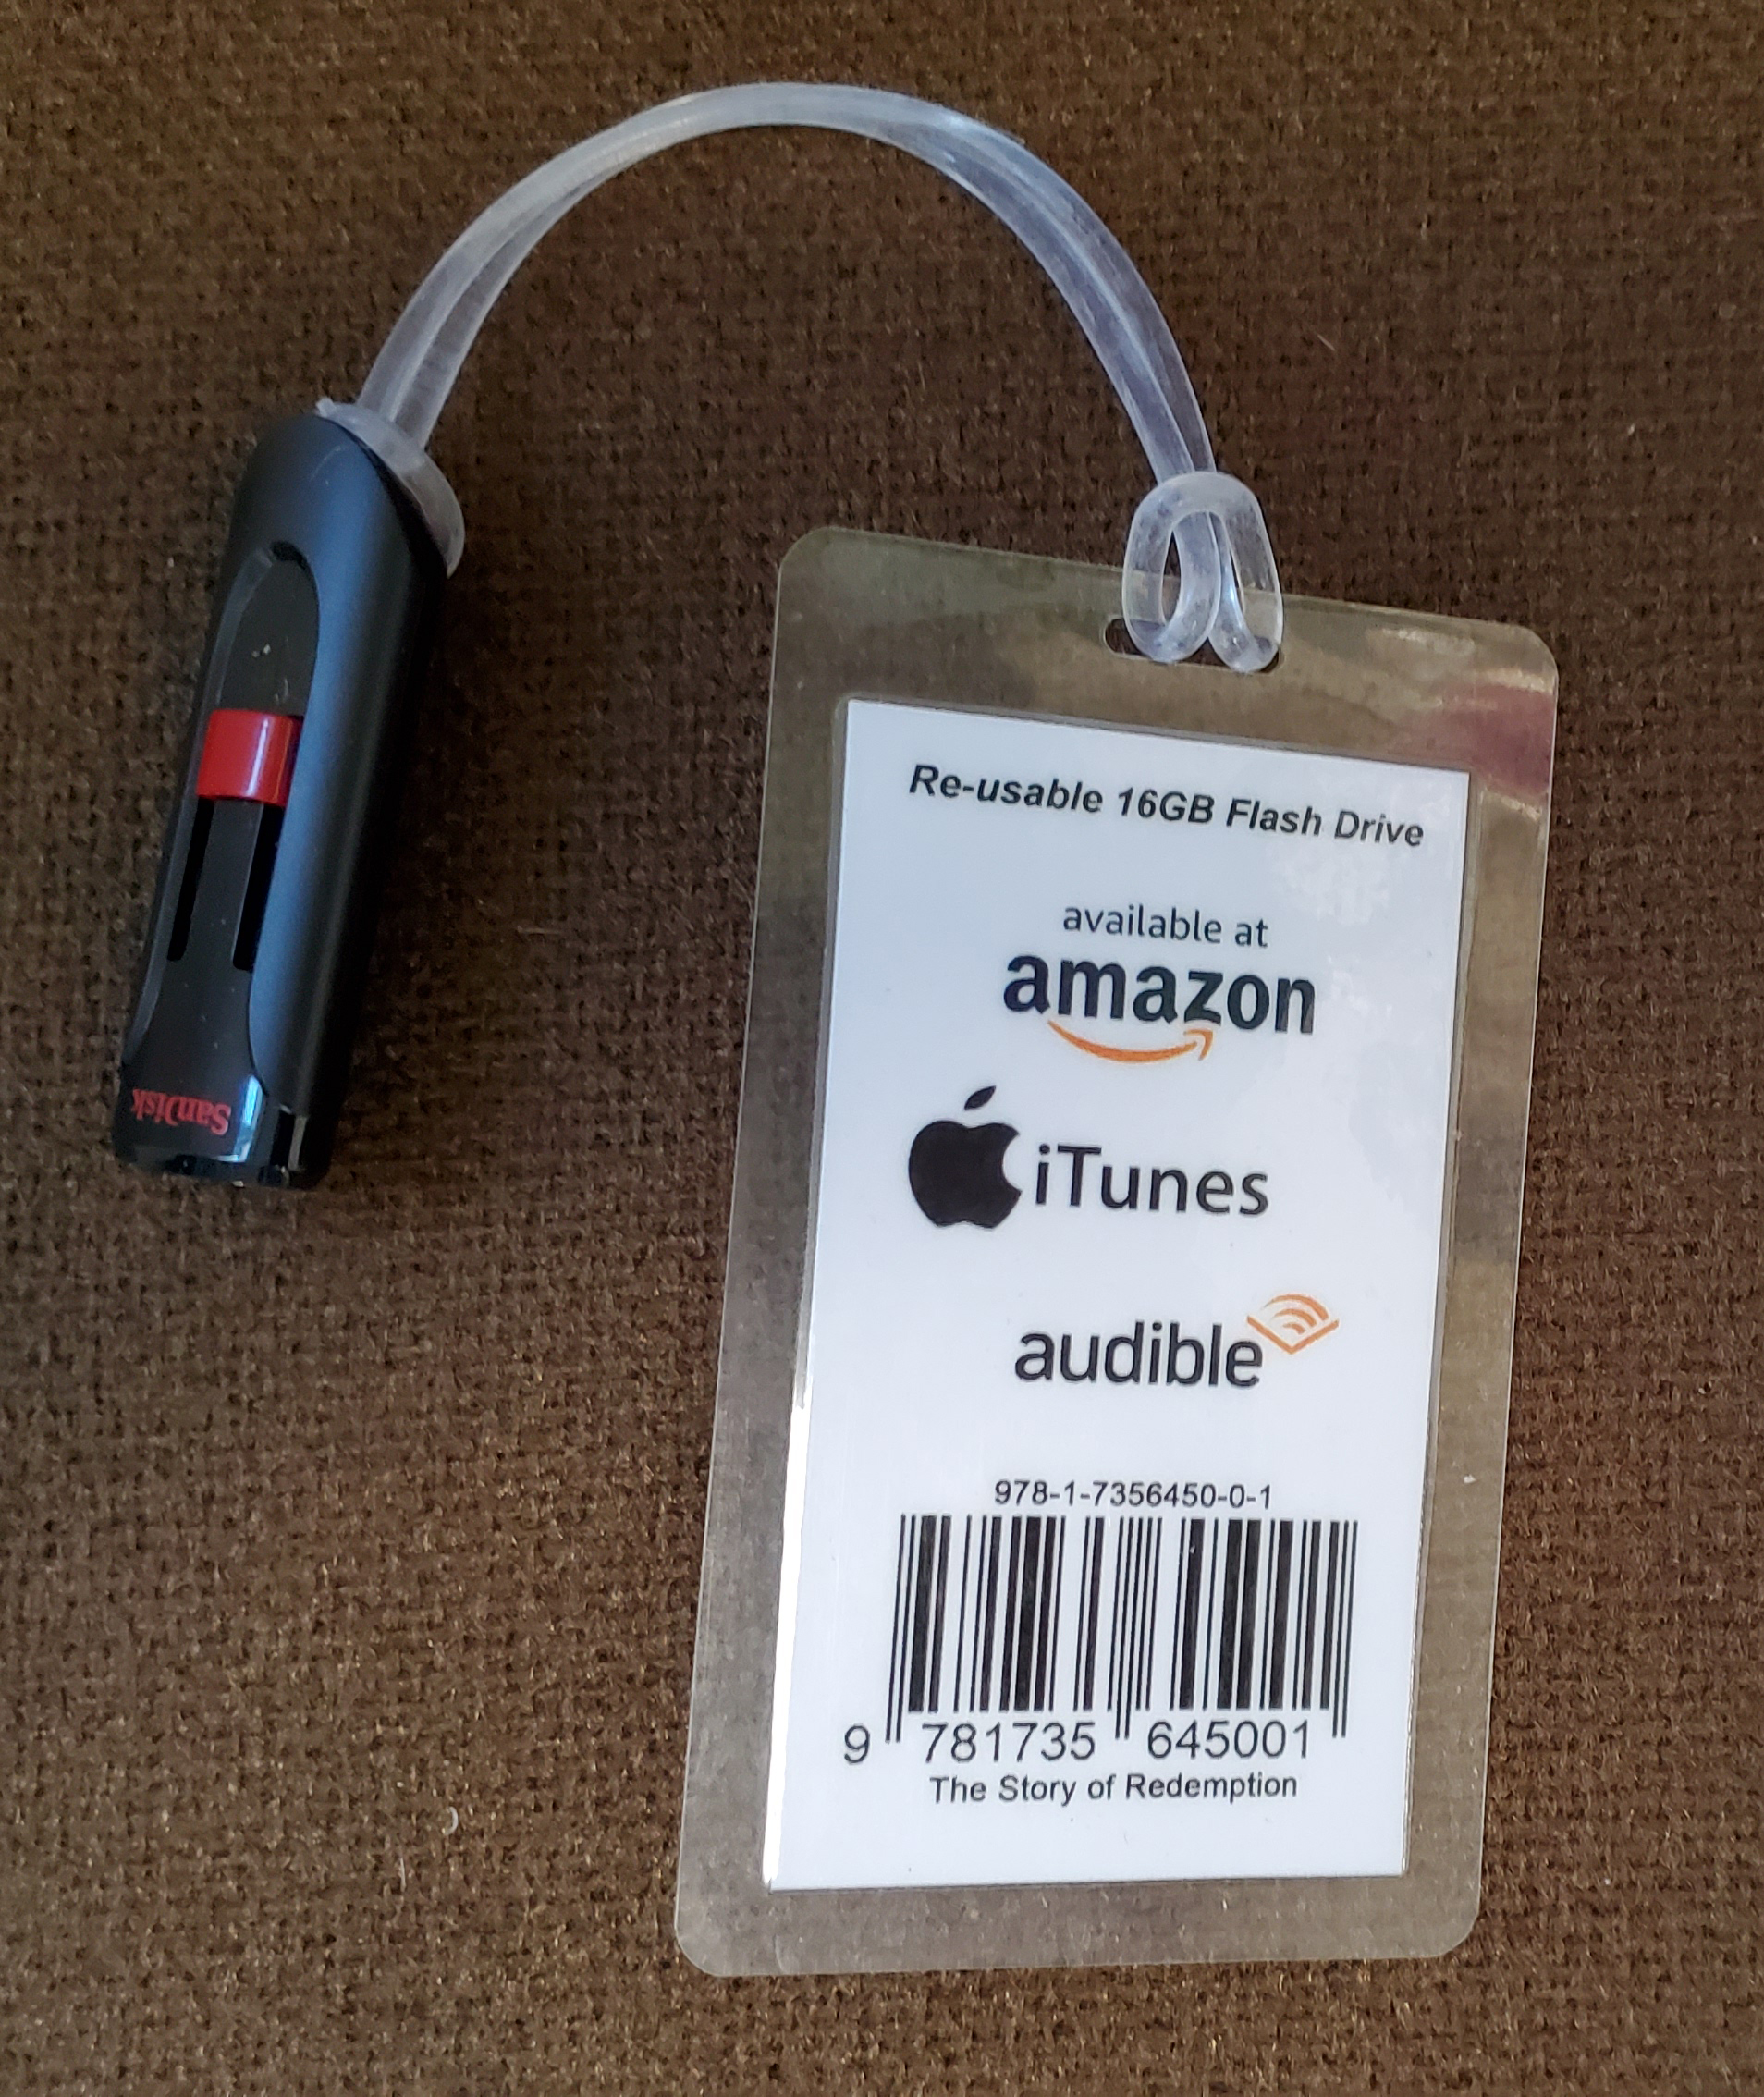 SanDisk
Re-usable 16GB Flash Drive
available at
amazon
iTunes
audible
978-1-7356450-0-1
9 781735 645001
The Story of Redemption